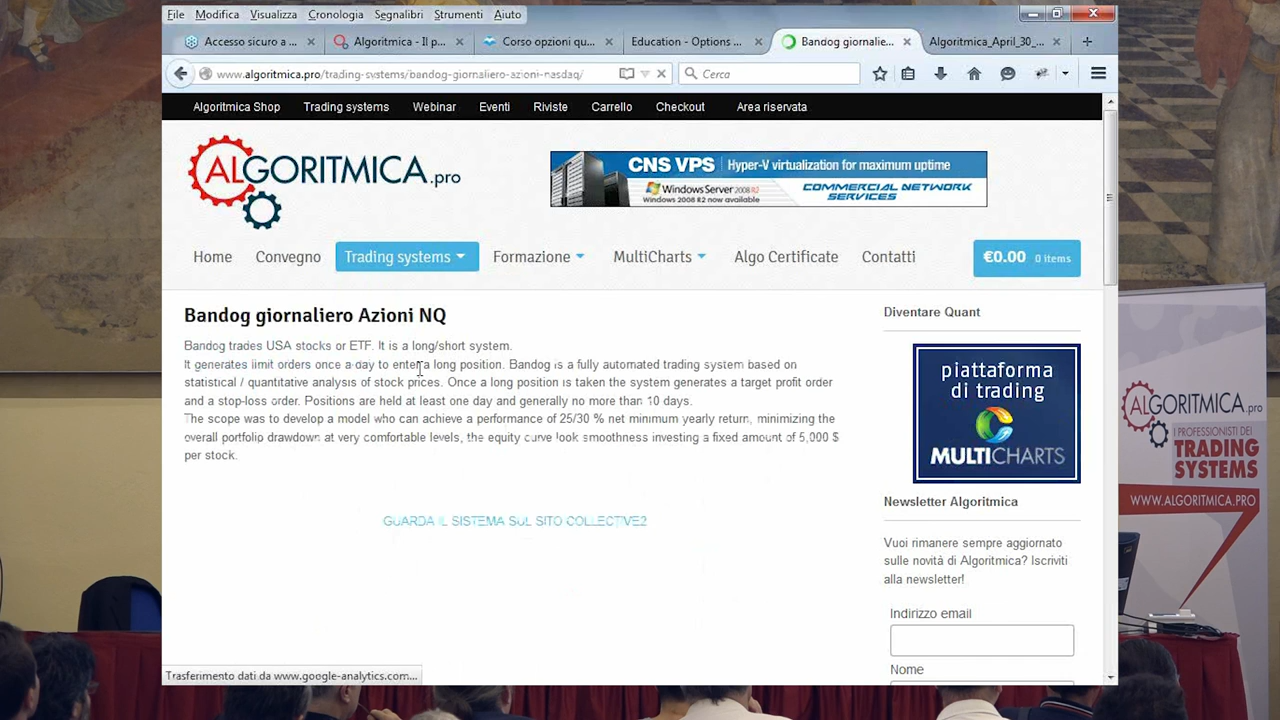 File Modifica Visualizza Cronologia Segnalibri Strumenti Aiuto
Accesso sicuro a ... Algoritmica - Il p... Corso opzioni qu... Education - Options ... Bandog giornalie... Algoritmica_April_30_...
www.algoritmica.pro/trading-systems/bandog-giornaliero-azioni-nasdaq/ Cerca
Algoritmica Shop Trading systems Webinar Eventi Riviste Carrello Checkout Area riservata
ALGORITMICA.pro
CNS VPS Hyper-V virtualization for maximum uptime
Windows Server 2008 R2
Windows 2008 R2 now available
COMMERCIAL NETWORK SERVICES
Home Convegno Trading systems Formazione MultiCharts Algo Certificate Contatti €0.00 0 items
Bandog giornaliero Azioni NQ
Bandog trades USA stocks or ETF. It is a long/short system.
It generates limit orders once a day to enter a long position. Bandog is a fully automated trading system based on
statistical / quantitative analysis of stock prices. Once a long position is taken the system generates a target profit order
and a stop-loss order. Positions are held at least one day and generally no more than 10 days.
The scope was to develop a model who can achieve a performance of 25/30 % net minimum yearly return, minimizing the
overall portfolio drawdown at very comfortable levels, the equity curve look smoothness investing a fixed amount of 5,000 $
per stock.
GUARDA IL SISTEMA SUL SITO COLLECTIVE2
Diventare Quant
piattaforma
di trading
MULTICHARTS
Newsletter Algoritmica
Vuoi rimanere sempre aggiornato
sulle novità di Algoritmica? Iscriviti
alla newsletter!
Indirizzo email
Nome
Trasferimento dati da www.google-analytics.com...
ALGORITMICA.pro
I PROFESSIONISTI DEI
TRADING
SYSTEMS
WWW.ALGORITMICA.PRO